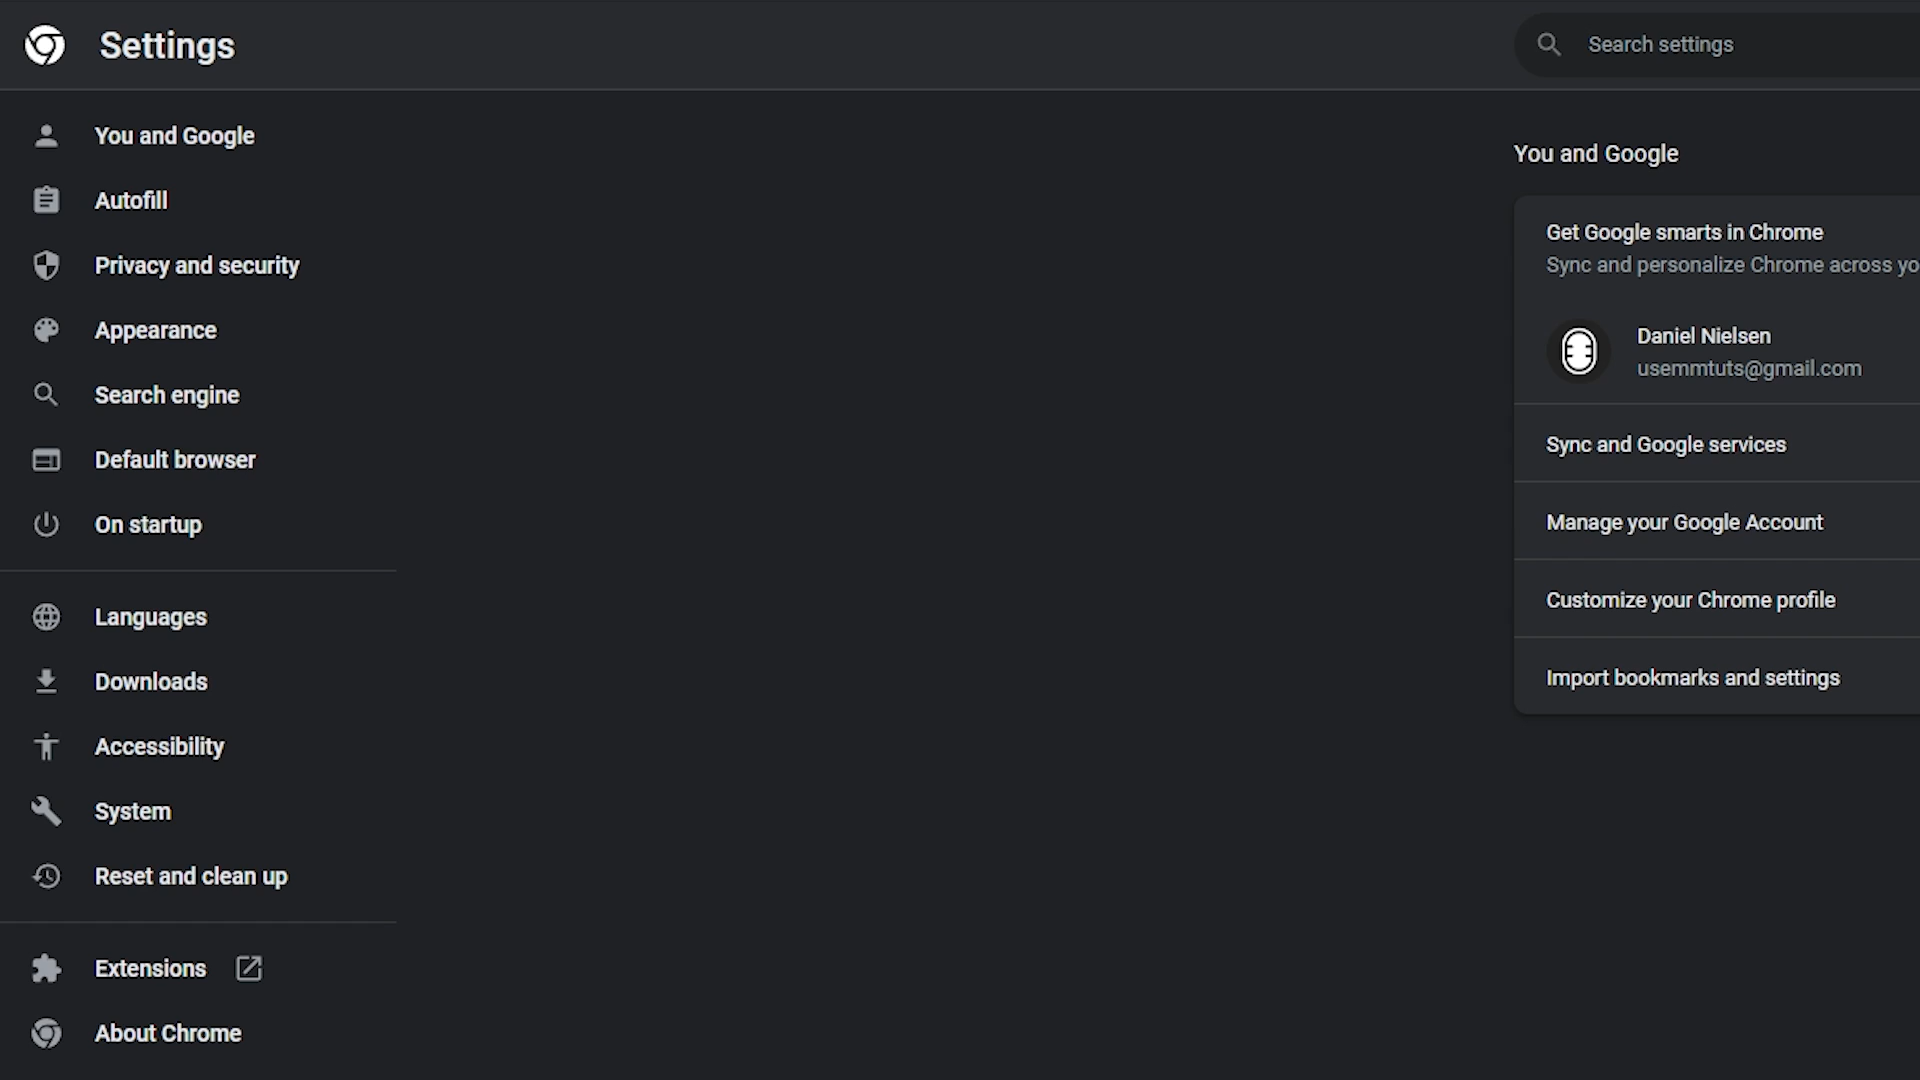 Settings
Search settings
You and Google
Autofill
Privacy and security
Appearance
Search engine
Default browser
On startup
Languages
Downloads
Accessibility
System
Reset and clean up
Extensions
About Chrome
You and Google
Get Google smarts in Chrome
Sync and personalize Chrome across yo
Daniel Nielsen
usemmtuts@gmail.com
Sync and Google services
Manage your Google Account
Customize your Chrome profile
Import bookmarks and settings